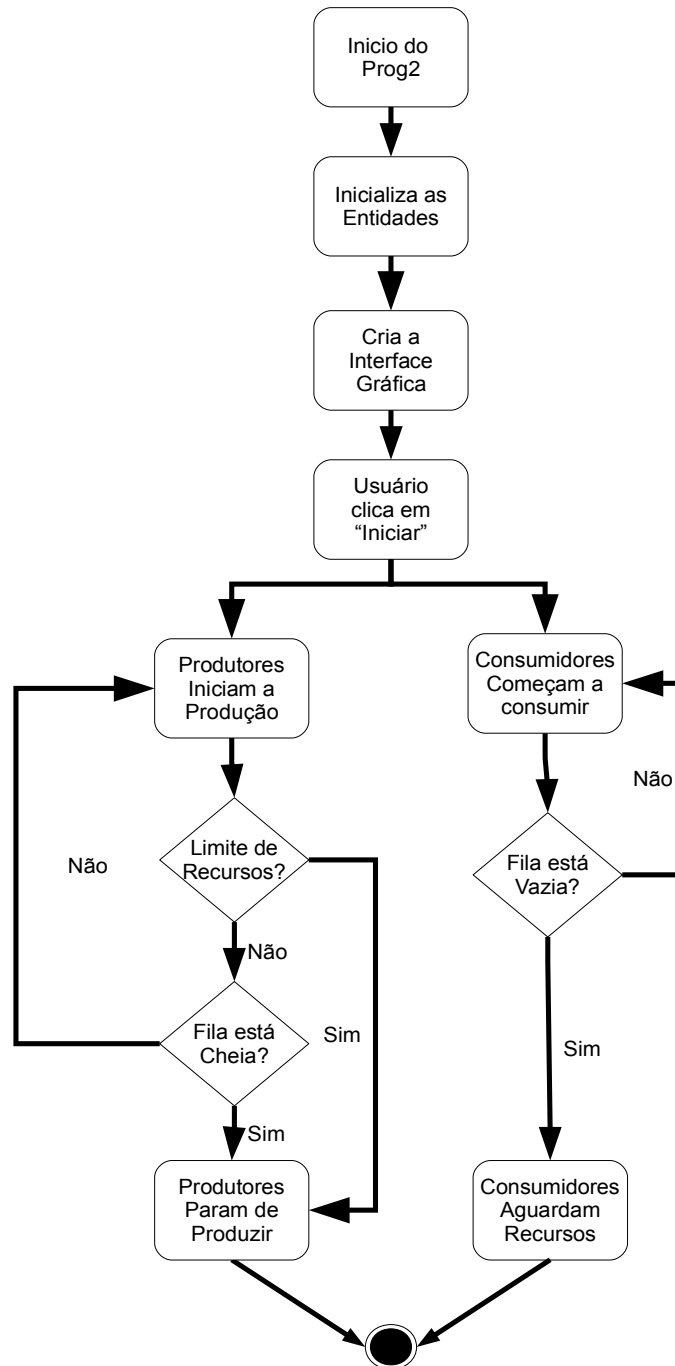 Inicio do
Prog2
Inicializa as
Entidades
Cria a
Interface
Gráfica
Usuário
clica em
“Iniciar”
Produtores
Iniciam a
Produção
Consumidores
Começam a
consumir
Não
Limite de
Recursos?
Não
Fila está
Vazia?
Não
Fila está
Cheia?
Sim
Sim
Sim
Produtores
Param de
Produzir
Consumidores
Aguardam
Recursos